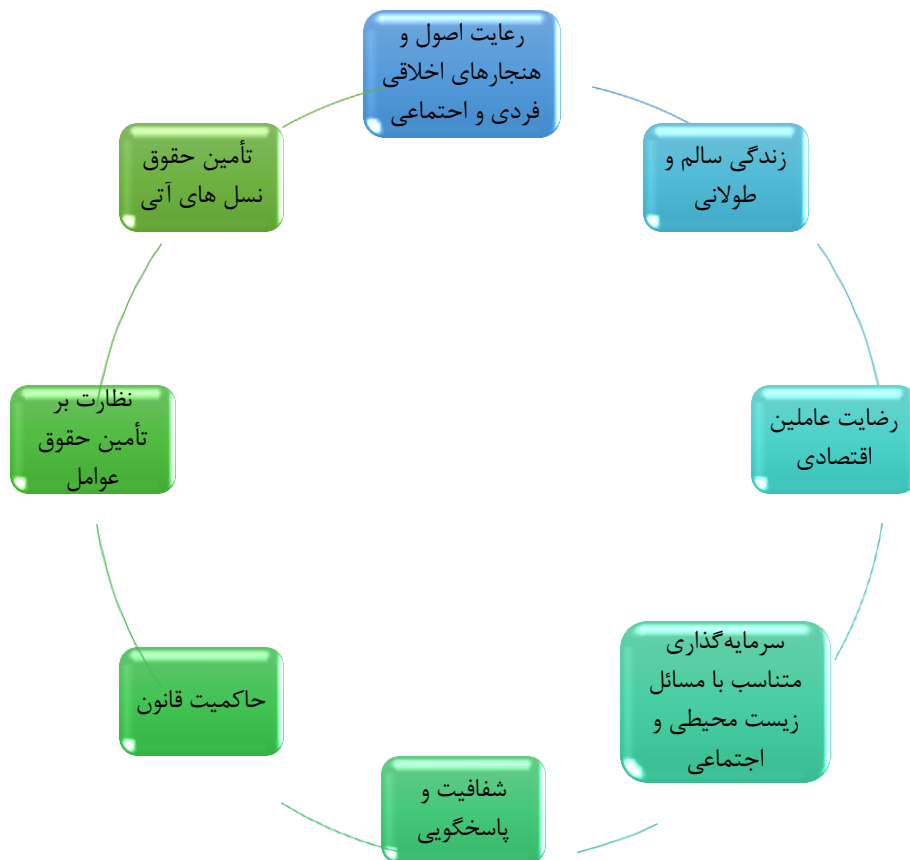 رعایت اصول و
هنجارهای اخلاقی
فردی و احتماعی
زندگی سالم و
طولانی
رضایت عاملین
اقتصادی
سرمایه‌گذاری
متناسب با مسائل
زیست محیطی و
اجتماعی
شفافیت و
پاسخگویی
حاکمیت قانون
نظارت بر
تأمین حقوق
عوامل
تأمین حقوق
نسل های آتی